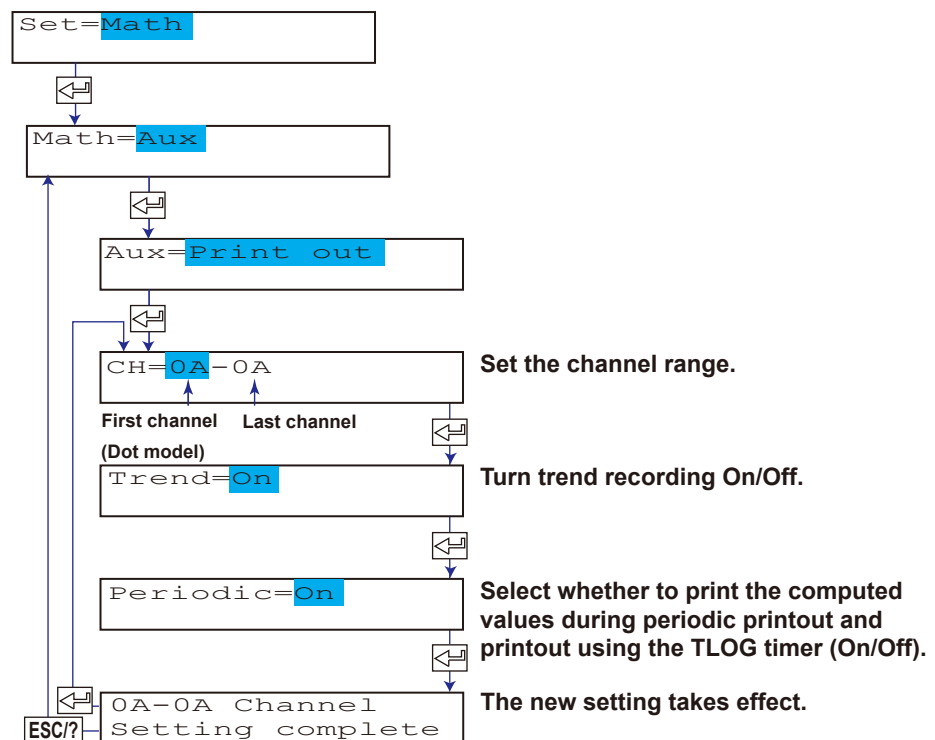 Set=Math
Math=Aux
Aux=Print out
CH=0A-0A
Set the channel range.
First channel Last channel
(Dot model)
Trend=On
Turn trend recording On/Off.
Periodic=On
Select whether to print the computed
values during periodic printout and
printout using the TLOG timer (On/Off).
0A-0A Channel
Setting complete
The new setting takes effect.
ESC/?